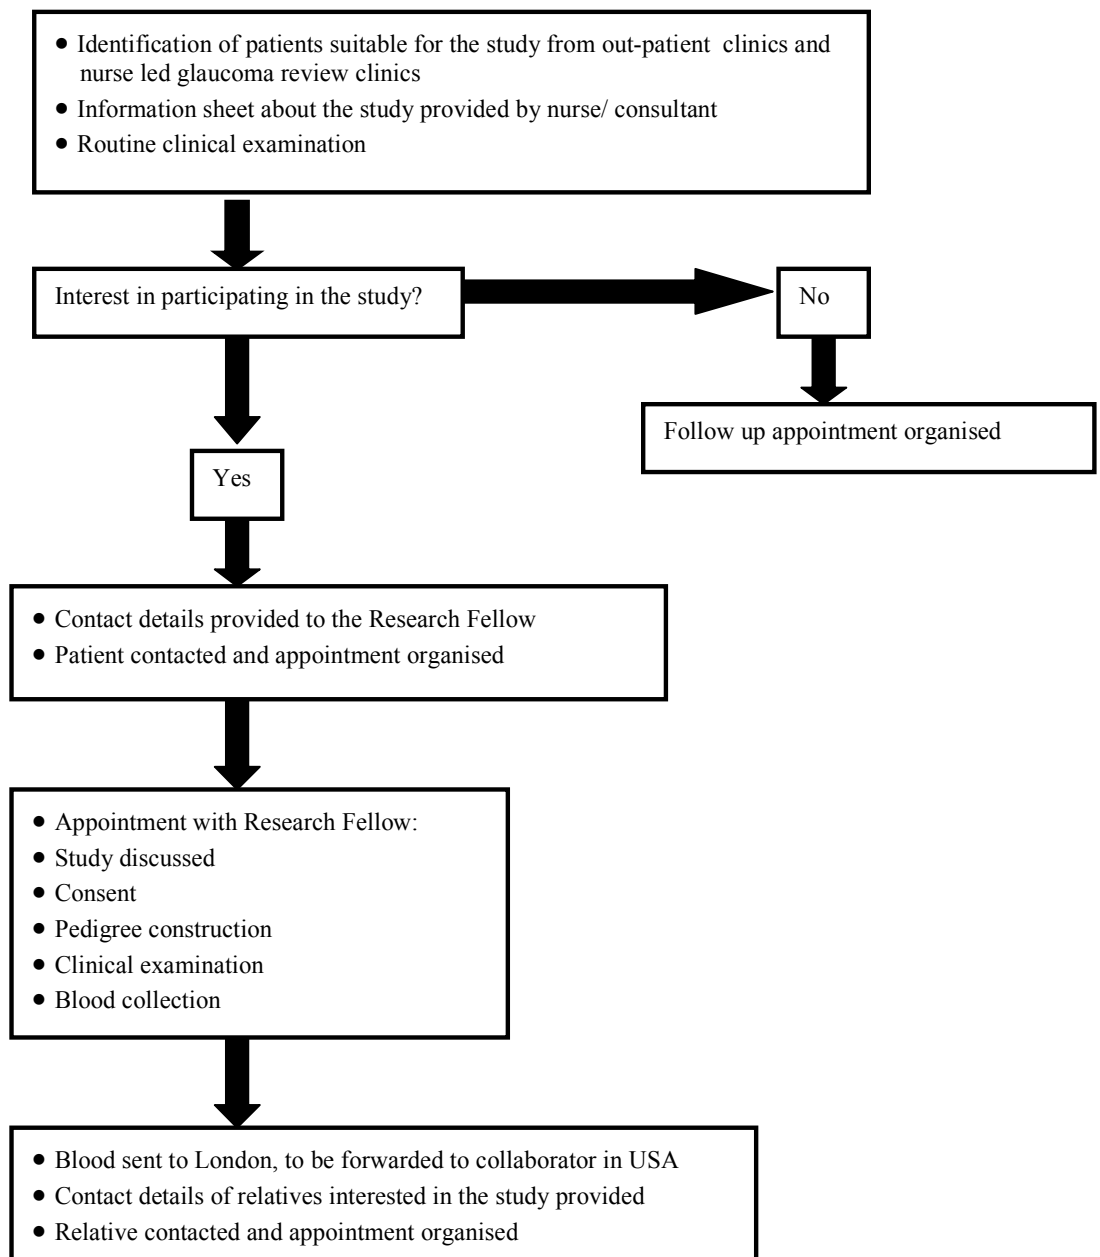 • Identification of patients suitable for the study from out-patient clinics and
nurse led glaucoma review clinics
• Information sheet about the study provided by nurse/ consultant
• Routine clinical examination
Interest in participating in the study?
No
Follow up appointment organised
Yes
• Contact details provided to the Research Fellow
• Patient contacted and appointment organised
• Appointment with Research Fellow:
• Study discussed
• Consent
• Pedigree construction
• Clinical examination
• Blood collection
• Blood sent to London, to be forwarded to collaborator in USA
• Contact details of relatives interested in the study provided
• Relative contacted and appointment organised